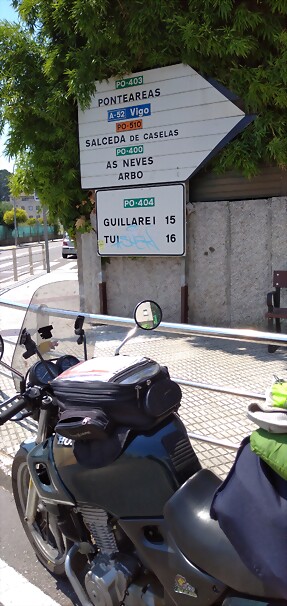 PO-403
PONTEAREAS
A-52 Vigo
PO-510
SALCEDA DE CASELAS
PO-400
AS NEVES
ARBO
PO-404
GUILLAREI 15
TUI 16